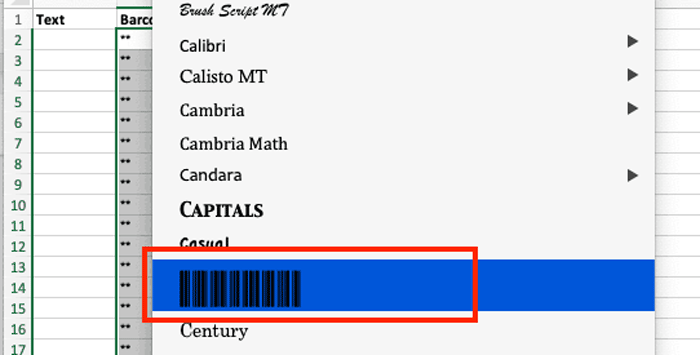 Brush Script MT
1 Text Barco
2 ** Calibri
3 **
4 ** Calisto MT
5 **
6 ** Cambria
7 ** Cambria Math
8 **
9 ** Candara
10 ** CAPITALS
11 **
12 ** Casual
13 **
14 **
15 **
16 ** Century
17 **